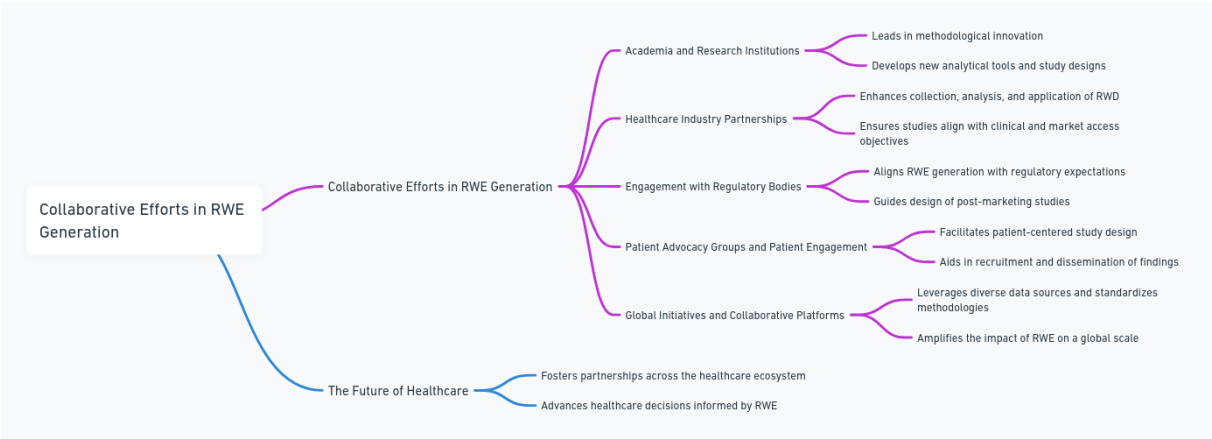 Collaborative Efforts in RWE
Generation
Collaborative Efforts in RWE Generation
Academia and Research Institutions
Leads in methodological innovation
Develops new analytical tools and study designs
Healthcare Industry Partnerships
Enhances collection, analysis, and application of RWD
Ensures studies align with clinical and market access
objectives
Engagement with Regulatory Bodies
Aligns RWE generation with regulatory expectations
Guides design of post-marketing studies
Patient Advocacy Groups and Patient Engagement
Facilitates patient-centered study design
Aids in recruitment and dissemination of findings
Global Initiatives and Collaborative Platforms
Leverages diverse data sources and standardizes
methodologies
Amplifies the impact of RWE on a global scale
The Future of Healthcare
Fosters partnerships across the healthcare ecosystem
Advances healthcare decisions informed by RWE